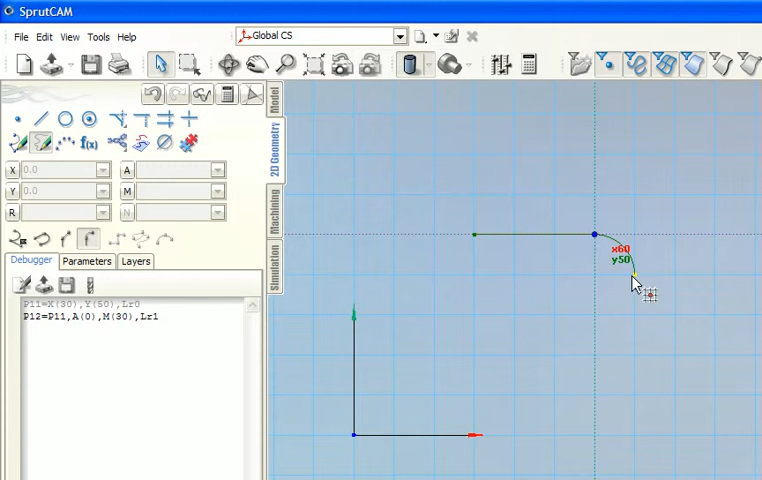 SprutCAM
File Edit View Tools Help
Global CS
Model
2D Geometry
Machining
Simulation
f(x)
X 0.0 A
Y 0.0 M
R N
Debugger Parameters Layers
P11=X(30),Y(50),Lr0
P12=P11,A(0),M(30),Lr1
x60
y50